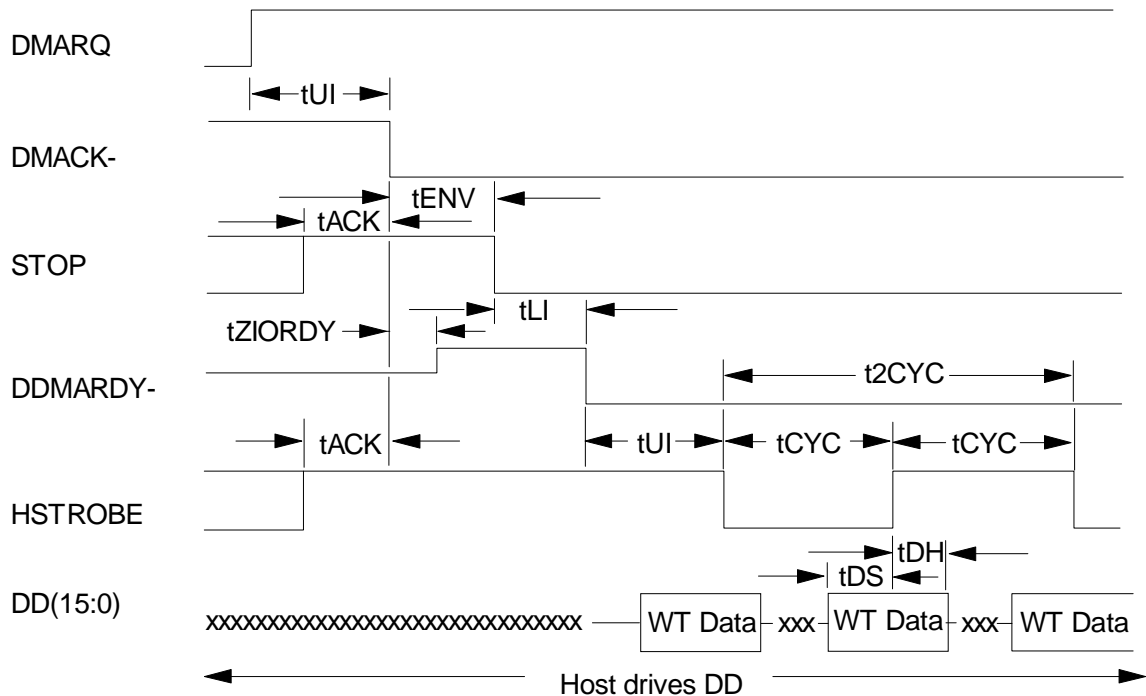 DMARQ
tUI
DMACK-
tENV
tACK
STOP
tLI
tZIORDY
DDMARDY-
t2CYC
tACK
tUI
tCYC
tCYC
HSTROBE
tDH
tDS
DD(15:0)
xxxxxxxxxxxxxxxxxxxxxxxxxxxxxxx
WT Data
xxx
WT Data
xxx
WT Data
Host drives DD